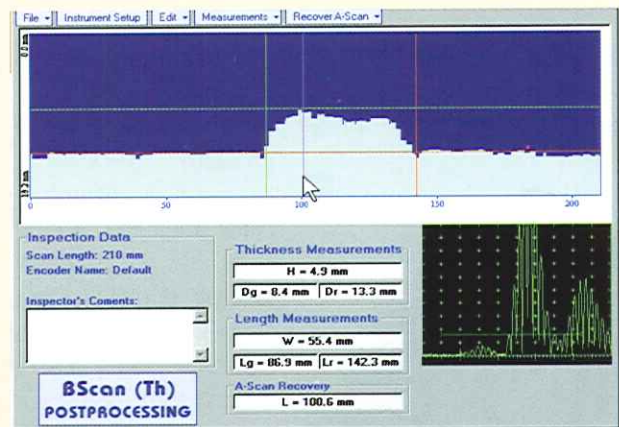 File Instrument Setup Edit Measurements Recover A-Scan
0.0 mm
0 50 100 150 200
Inspection Data
Scan Length: 210 mm
Encoder Name: Default
Inspector's Coments:
BScan (Th)
POSTPROCESSING
Thickness Measurements
H = 4.9 mm
Dg = 8.4 mm Dr = 13.3 mm
Length Measurements
W = 55.4 mm
Lg = 86.9 mm Lr = 142.3 mm
A-Scan Recovery
L = 100.6 mm